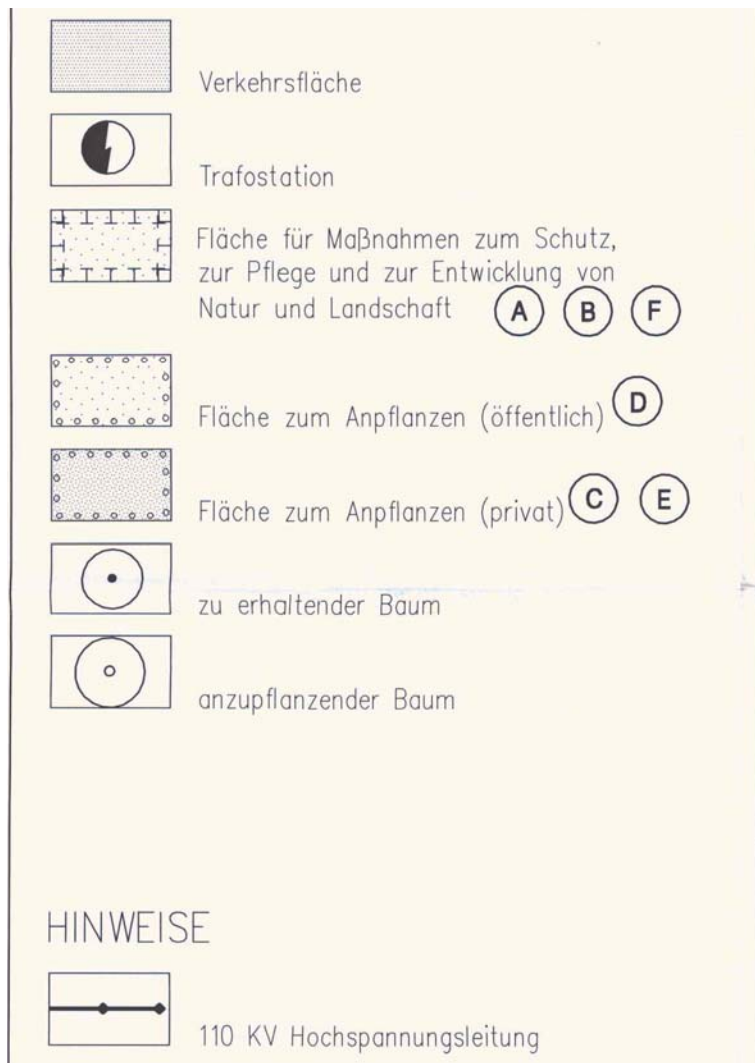 Verkehrsfläche
Trafostation
Fläche für Maßnahmen zum Schutz,
zur Pflege und zur Entwicklung von
Natur und Landschaft A B F
Fläche zum Anpflanzen (öffentlich) D
Fläche zum Anpflanzen (privat) C E
zu erhaltender Baum
anzupflanzender Baum
HINWEISE
110 KV Hochspannungsleitung